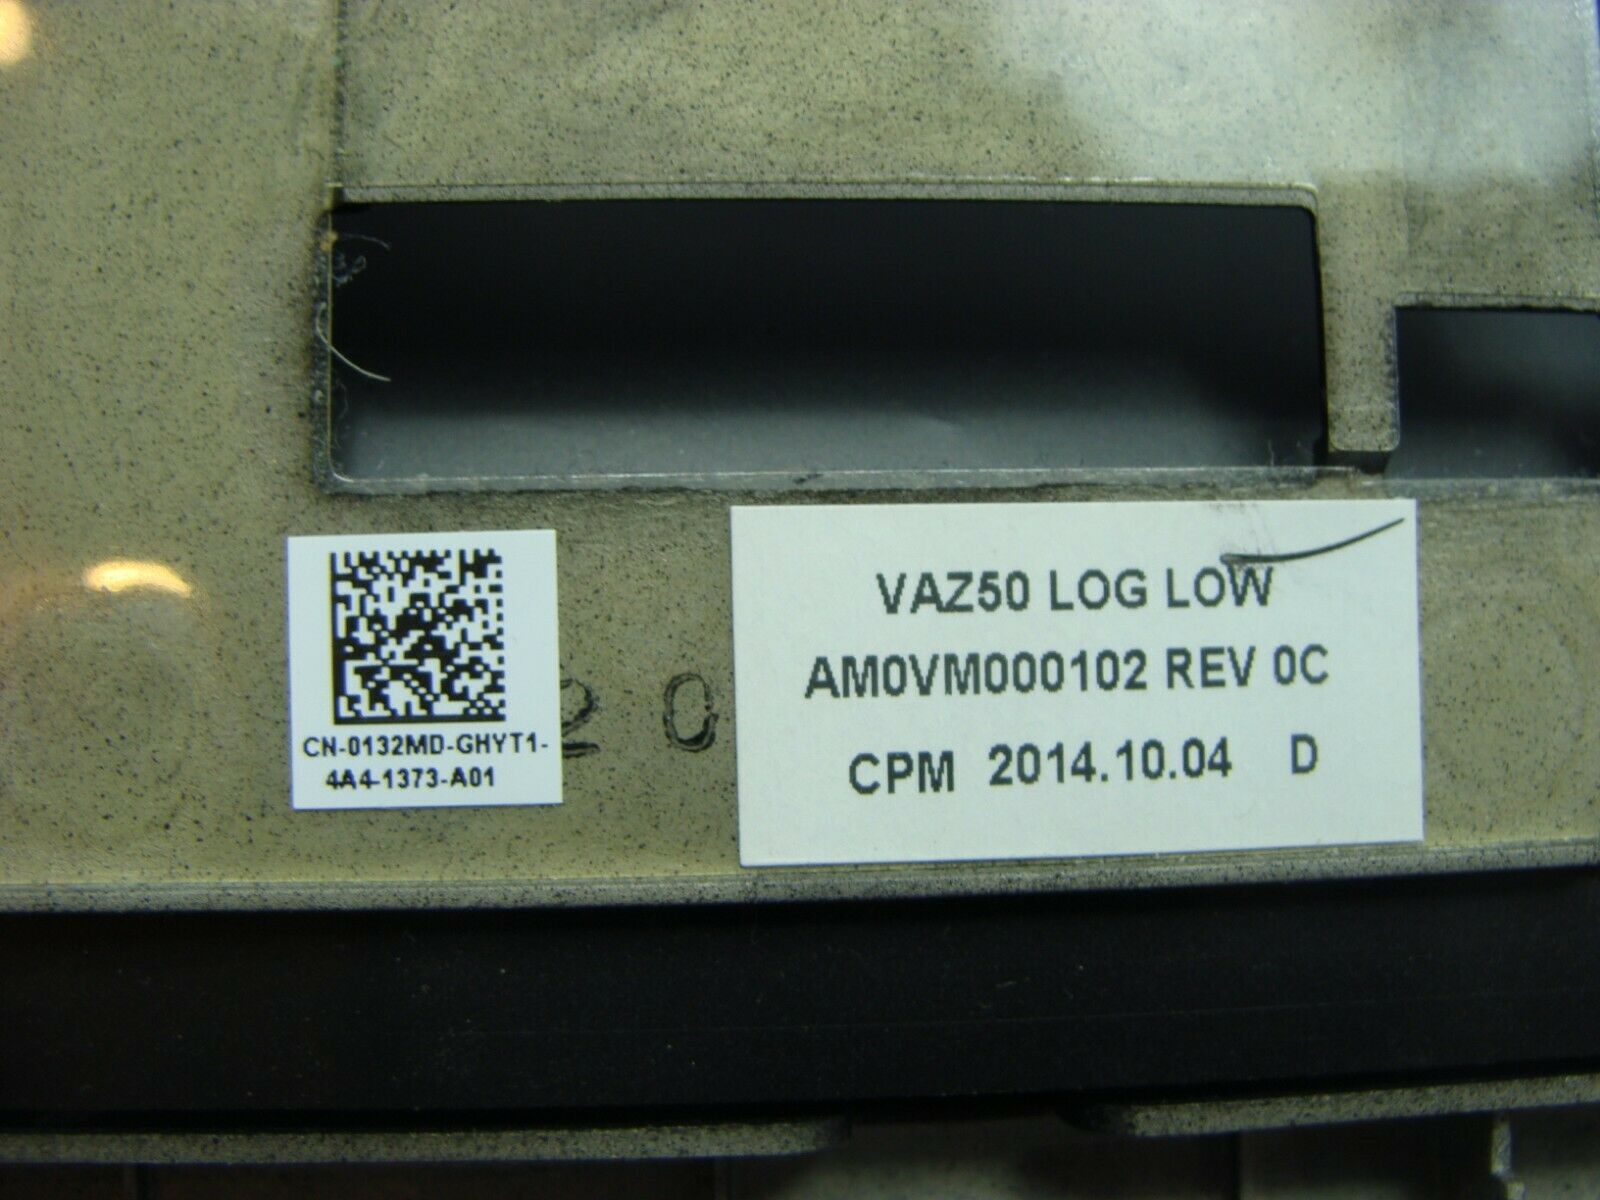 CN-0132MD-GHYT1-
4A4-1373-A01
20
VAZ50 LOG LOW
AM0VM000102 REV 0C
CPM 2014.10.04 D